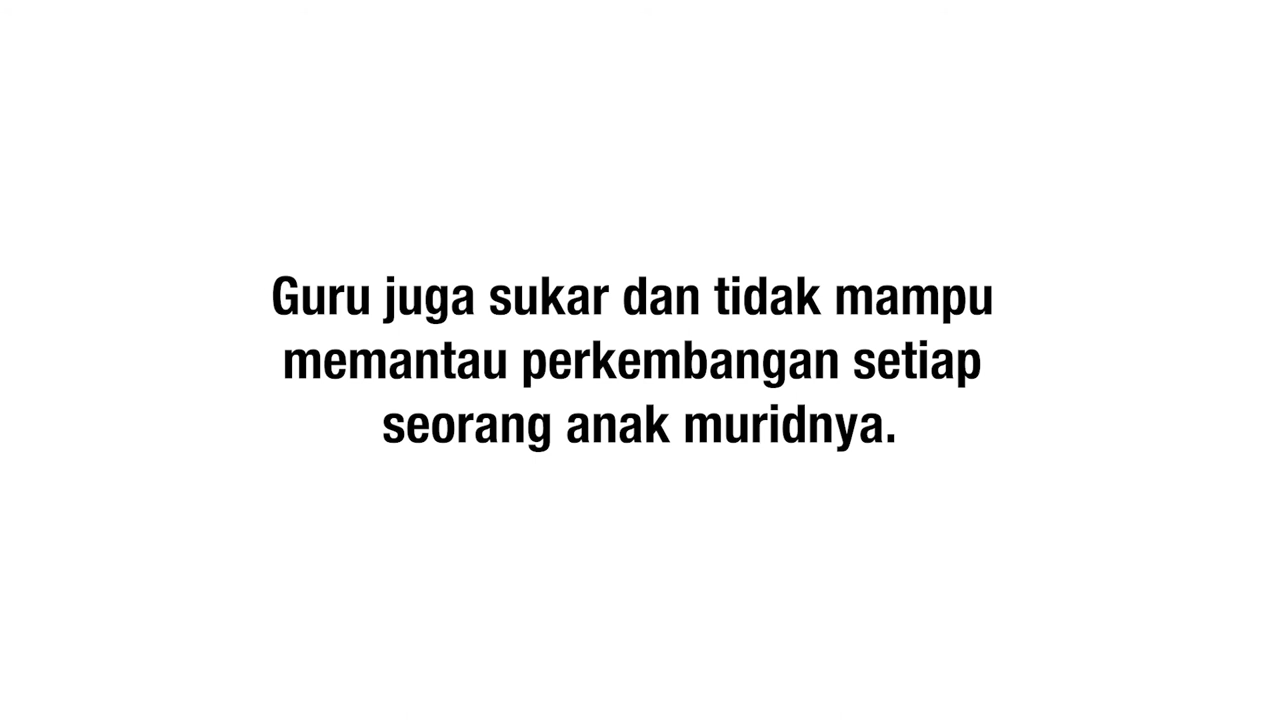 Guru juga sukar dan tidak mampu
memantau perkembangan setiap
seorang anak muridnya.